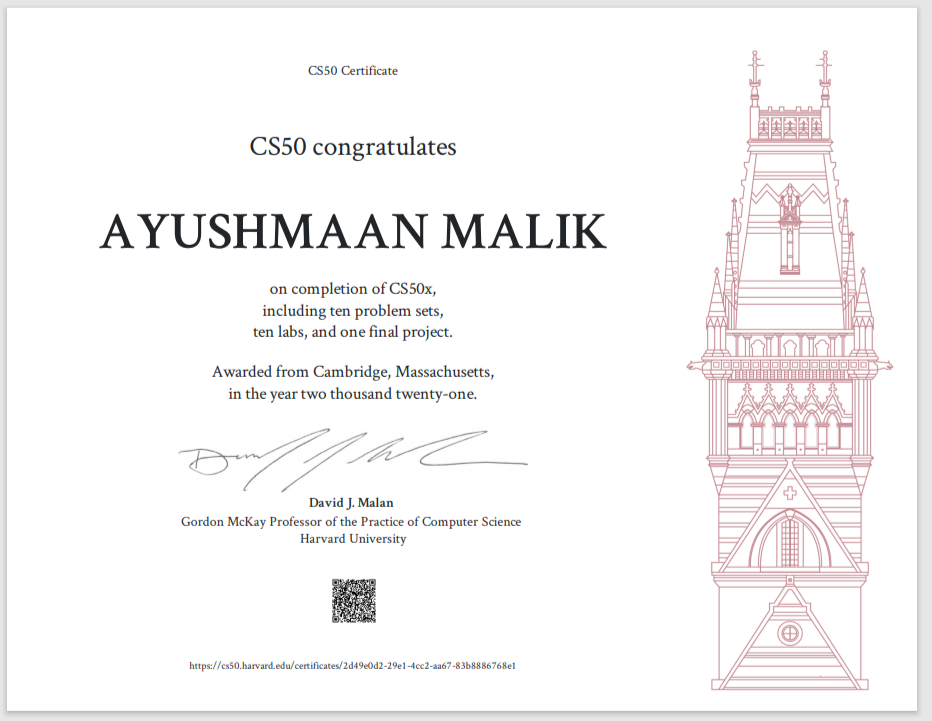 CS50 Certificate
CS50 congratulates
AYUSHMAAN MALIK
on completion of CS50x,
including ten problem sets,
ten labs, and one final project.
Awarded from Cambridge, Massachusetts,
in the year two thousand twenty-one.
David J. Malan
Gordon McKay Professor of the Practice of Computer Science
Harvard University
https://cs50.harvard.edu/certificates/2d49e0d2-29e1-4cc2-aa67-83b8886768e1